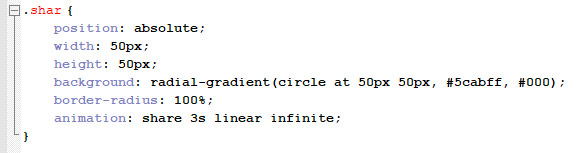 .shar {
position: absolute;
width: 50px;
height: 50px;
background: radial-gradient(circle at 50px 50px, #5cabff, #000);
border-radius: 100%;
animation: share 3s linear infinite;
}